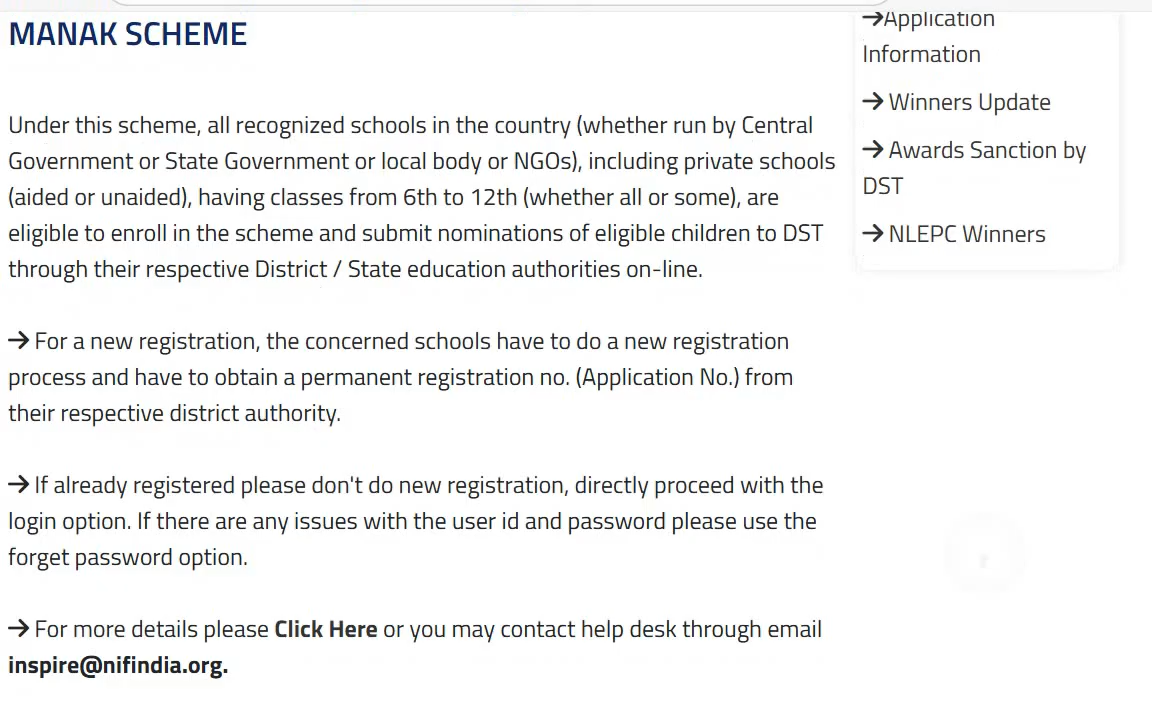 MANAK SCHEME
Under this scheme, all recognized schools in the country (whether run by Central
Government or State Government or local body or NGOs), including private schools
(aided or unaided), having classes from 6th to 12th (whether all or some), are
eligible to enroll in the scheme and submit nominations of eligible children to DST
through their respective District / State education authorities on-line.
→ For a new registration, the concerned schools have to do a new registration
process and have to obtain a permanent registration no. (Application No.) from
their respective district authority.
→ If already registered please don't do new registration, directly proceed with the
login option. If there are any issues with the user id and password please use the
forget password option.
→ For more details please Click Here or you may contact help desk through email
inspire@nifindia.org.
→Application
Information
→ Winners Update
→ Awards Sanction by
DST
→ NLEPC Winners